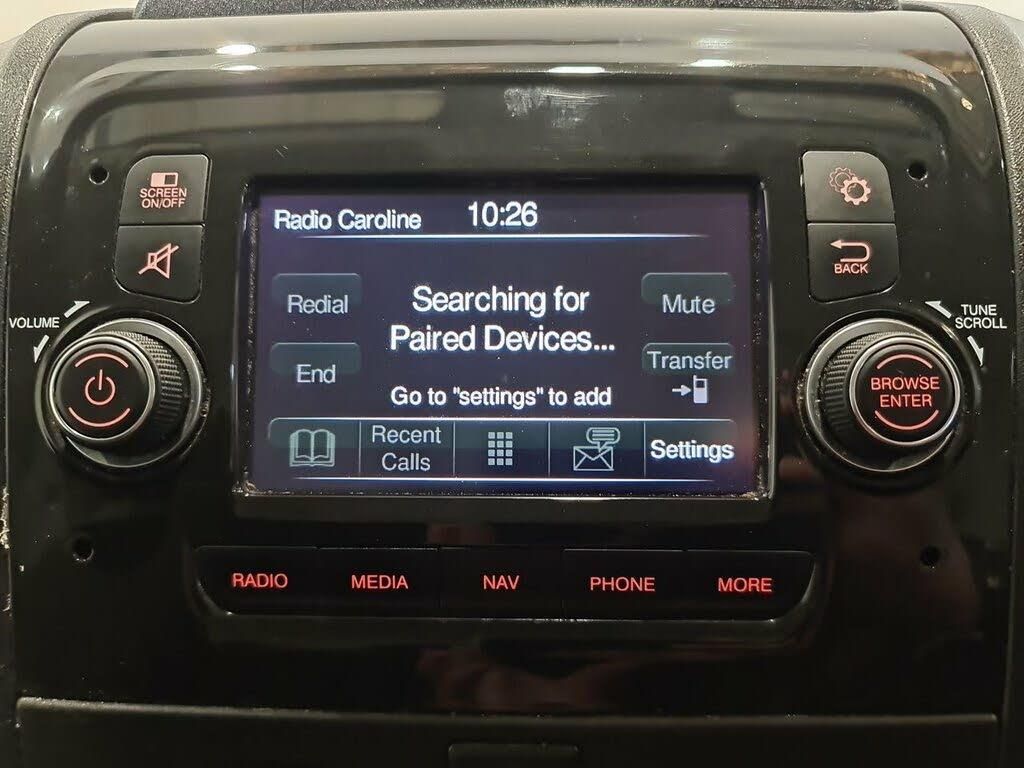 SCREEN
ON/OFF
VOLUME
Radio Caroline 10:26
Redial
End
Searching for
Paired Devices...
Go to "settings" to add
Mute
Transfer
Recent
Calls
Settings
BACK
TUNE
SCROLL
BROWSE
ENTER
RADIO MEDIA NAV PHONE MORE